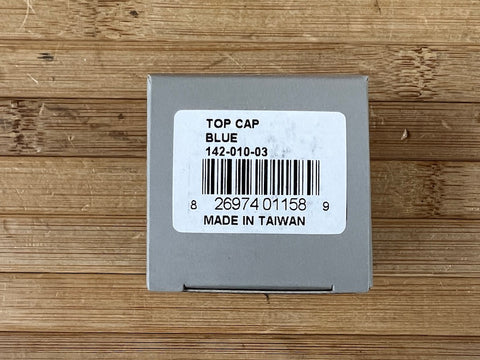 TOP CAP
BLUE
142-010-03
8 26974 01158 9
MADE IN TAIWAN